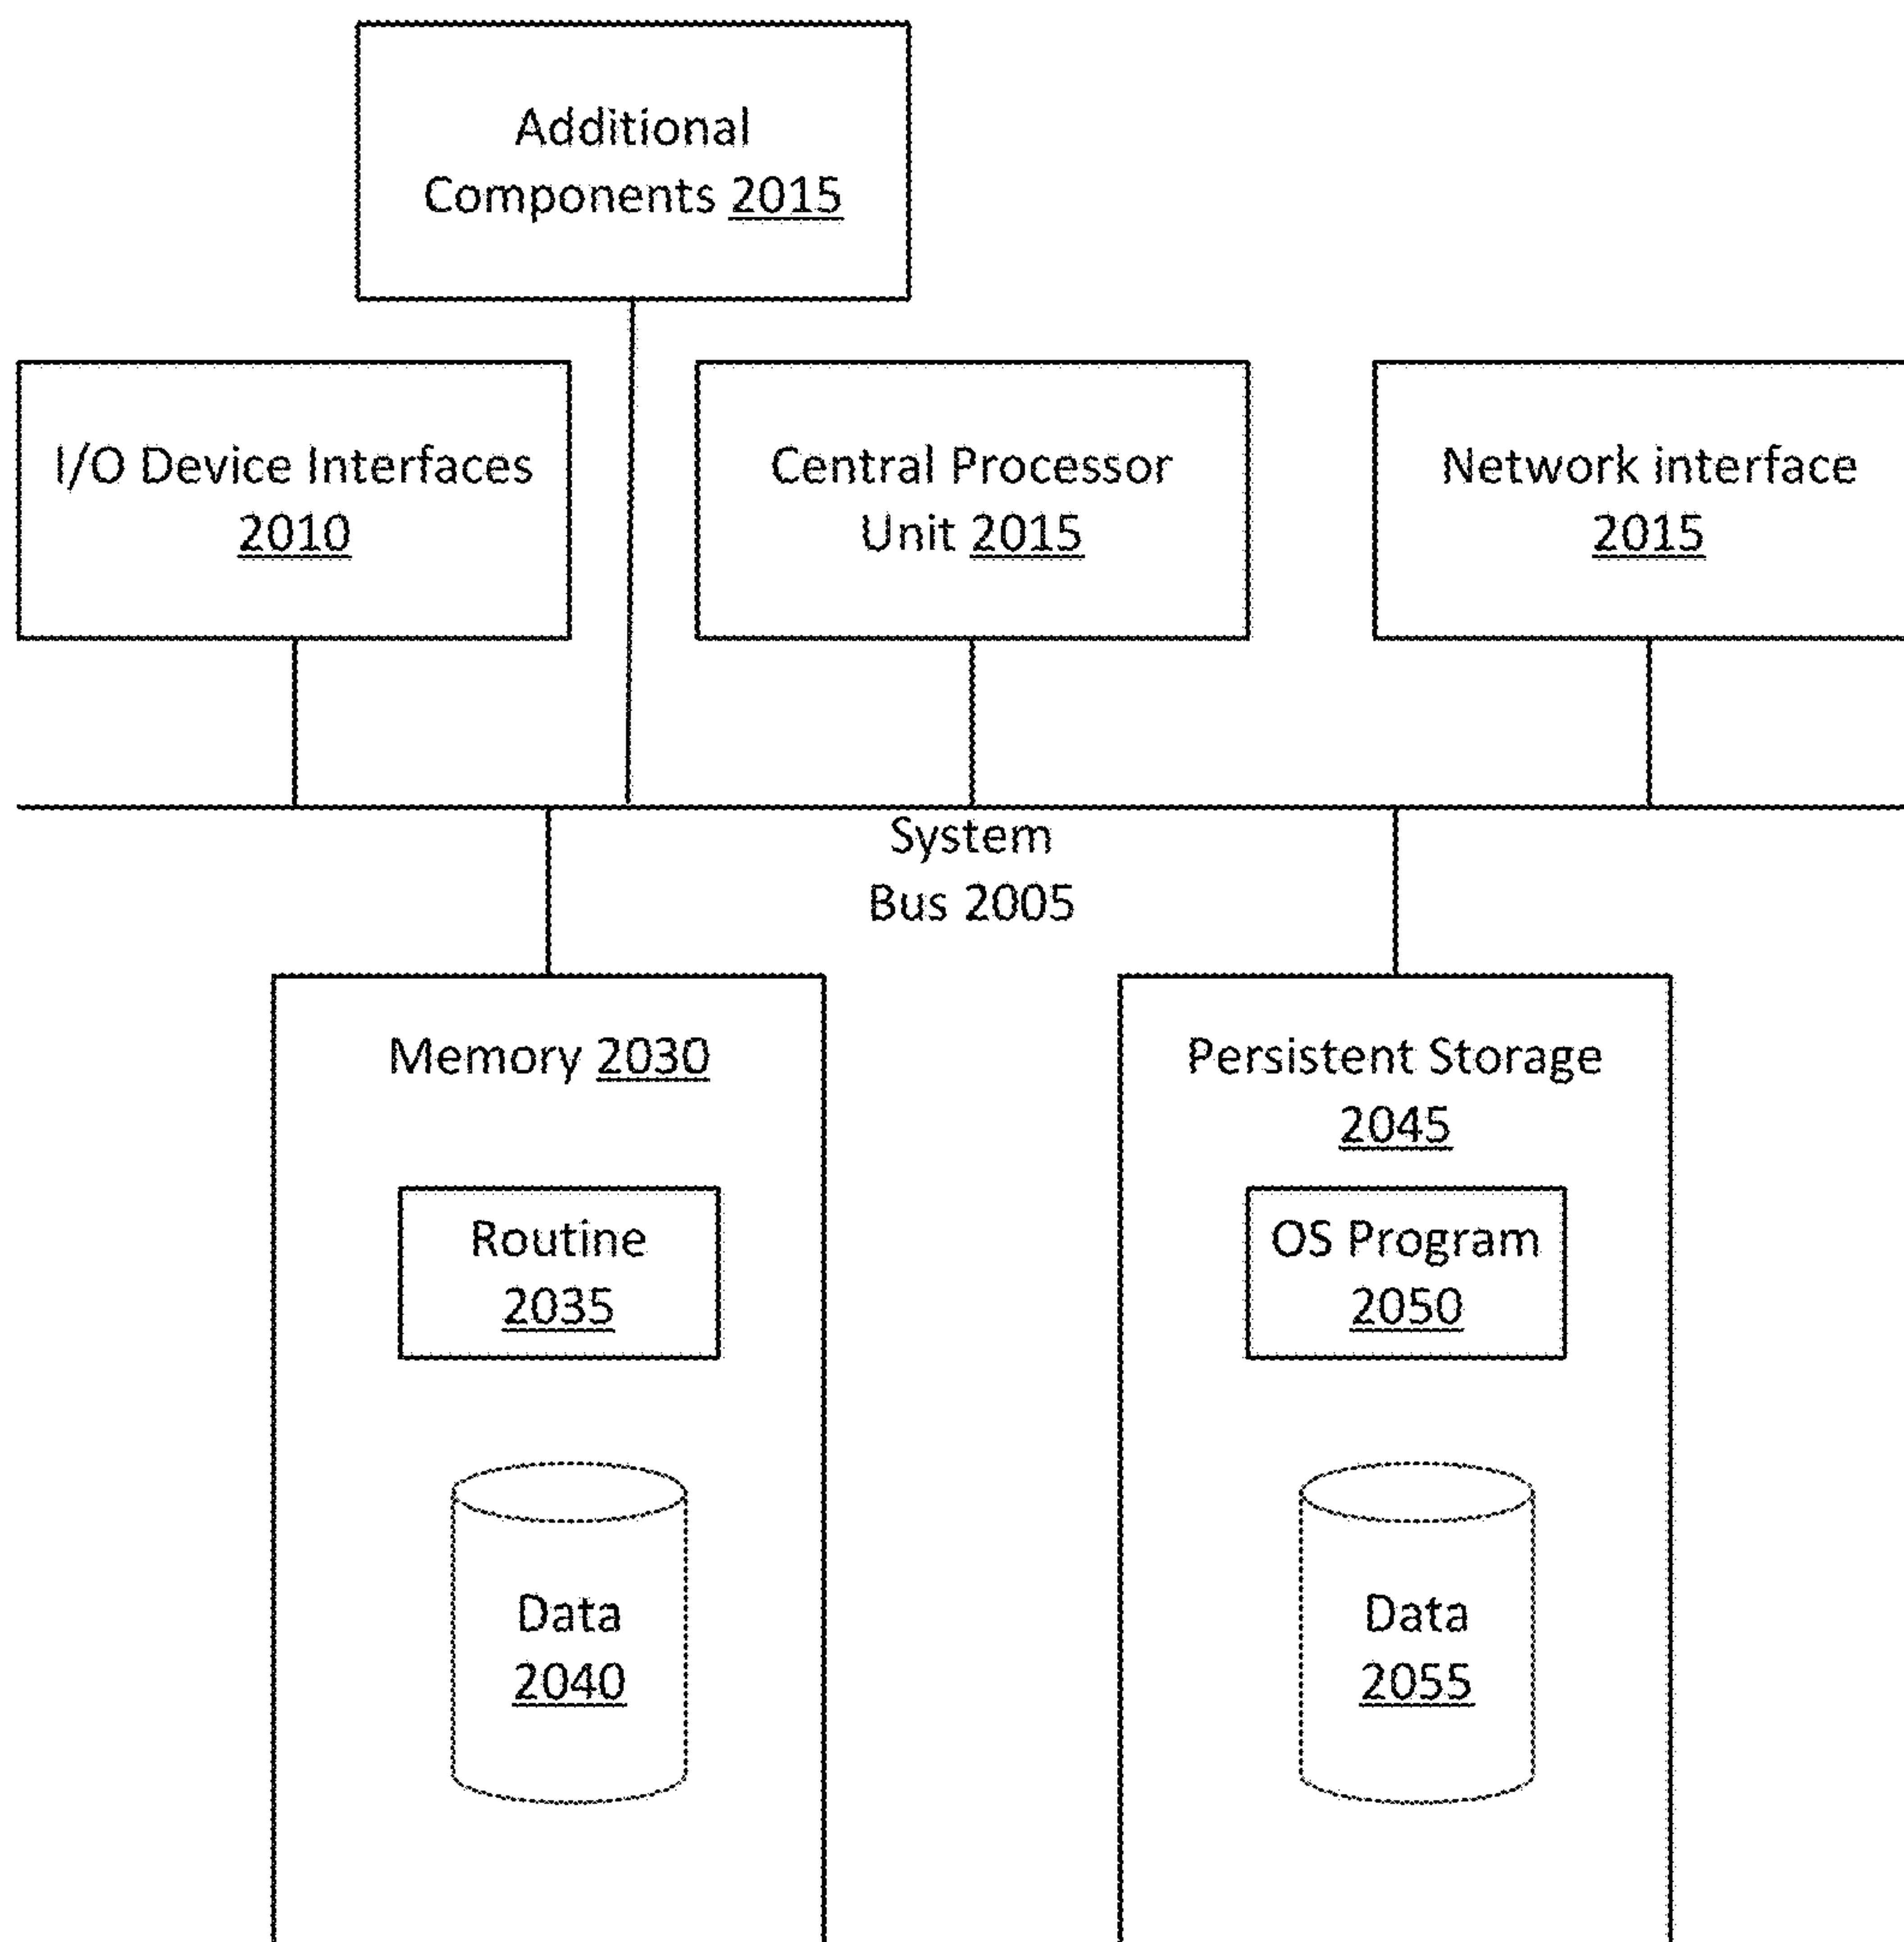 Additional
Components 2015
I/O Device Interfaces
2010
Central Processor
Unit 2015
Network interface
2015
System
Bus 2005
Memory 2030
Routine
2035
Data
2040
Persistent Storage
2045
OS Program
2050
Data
2055